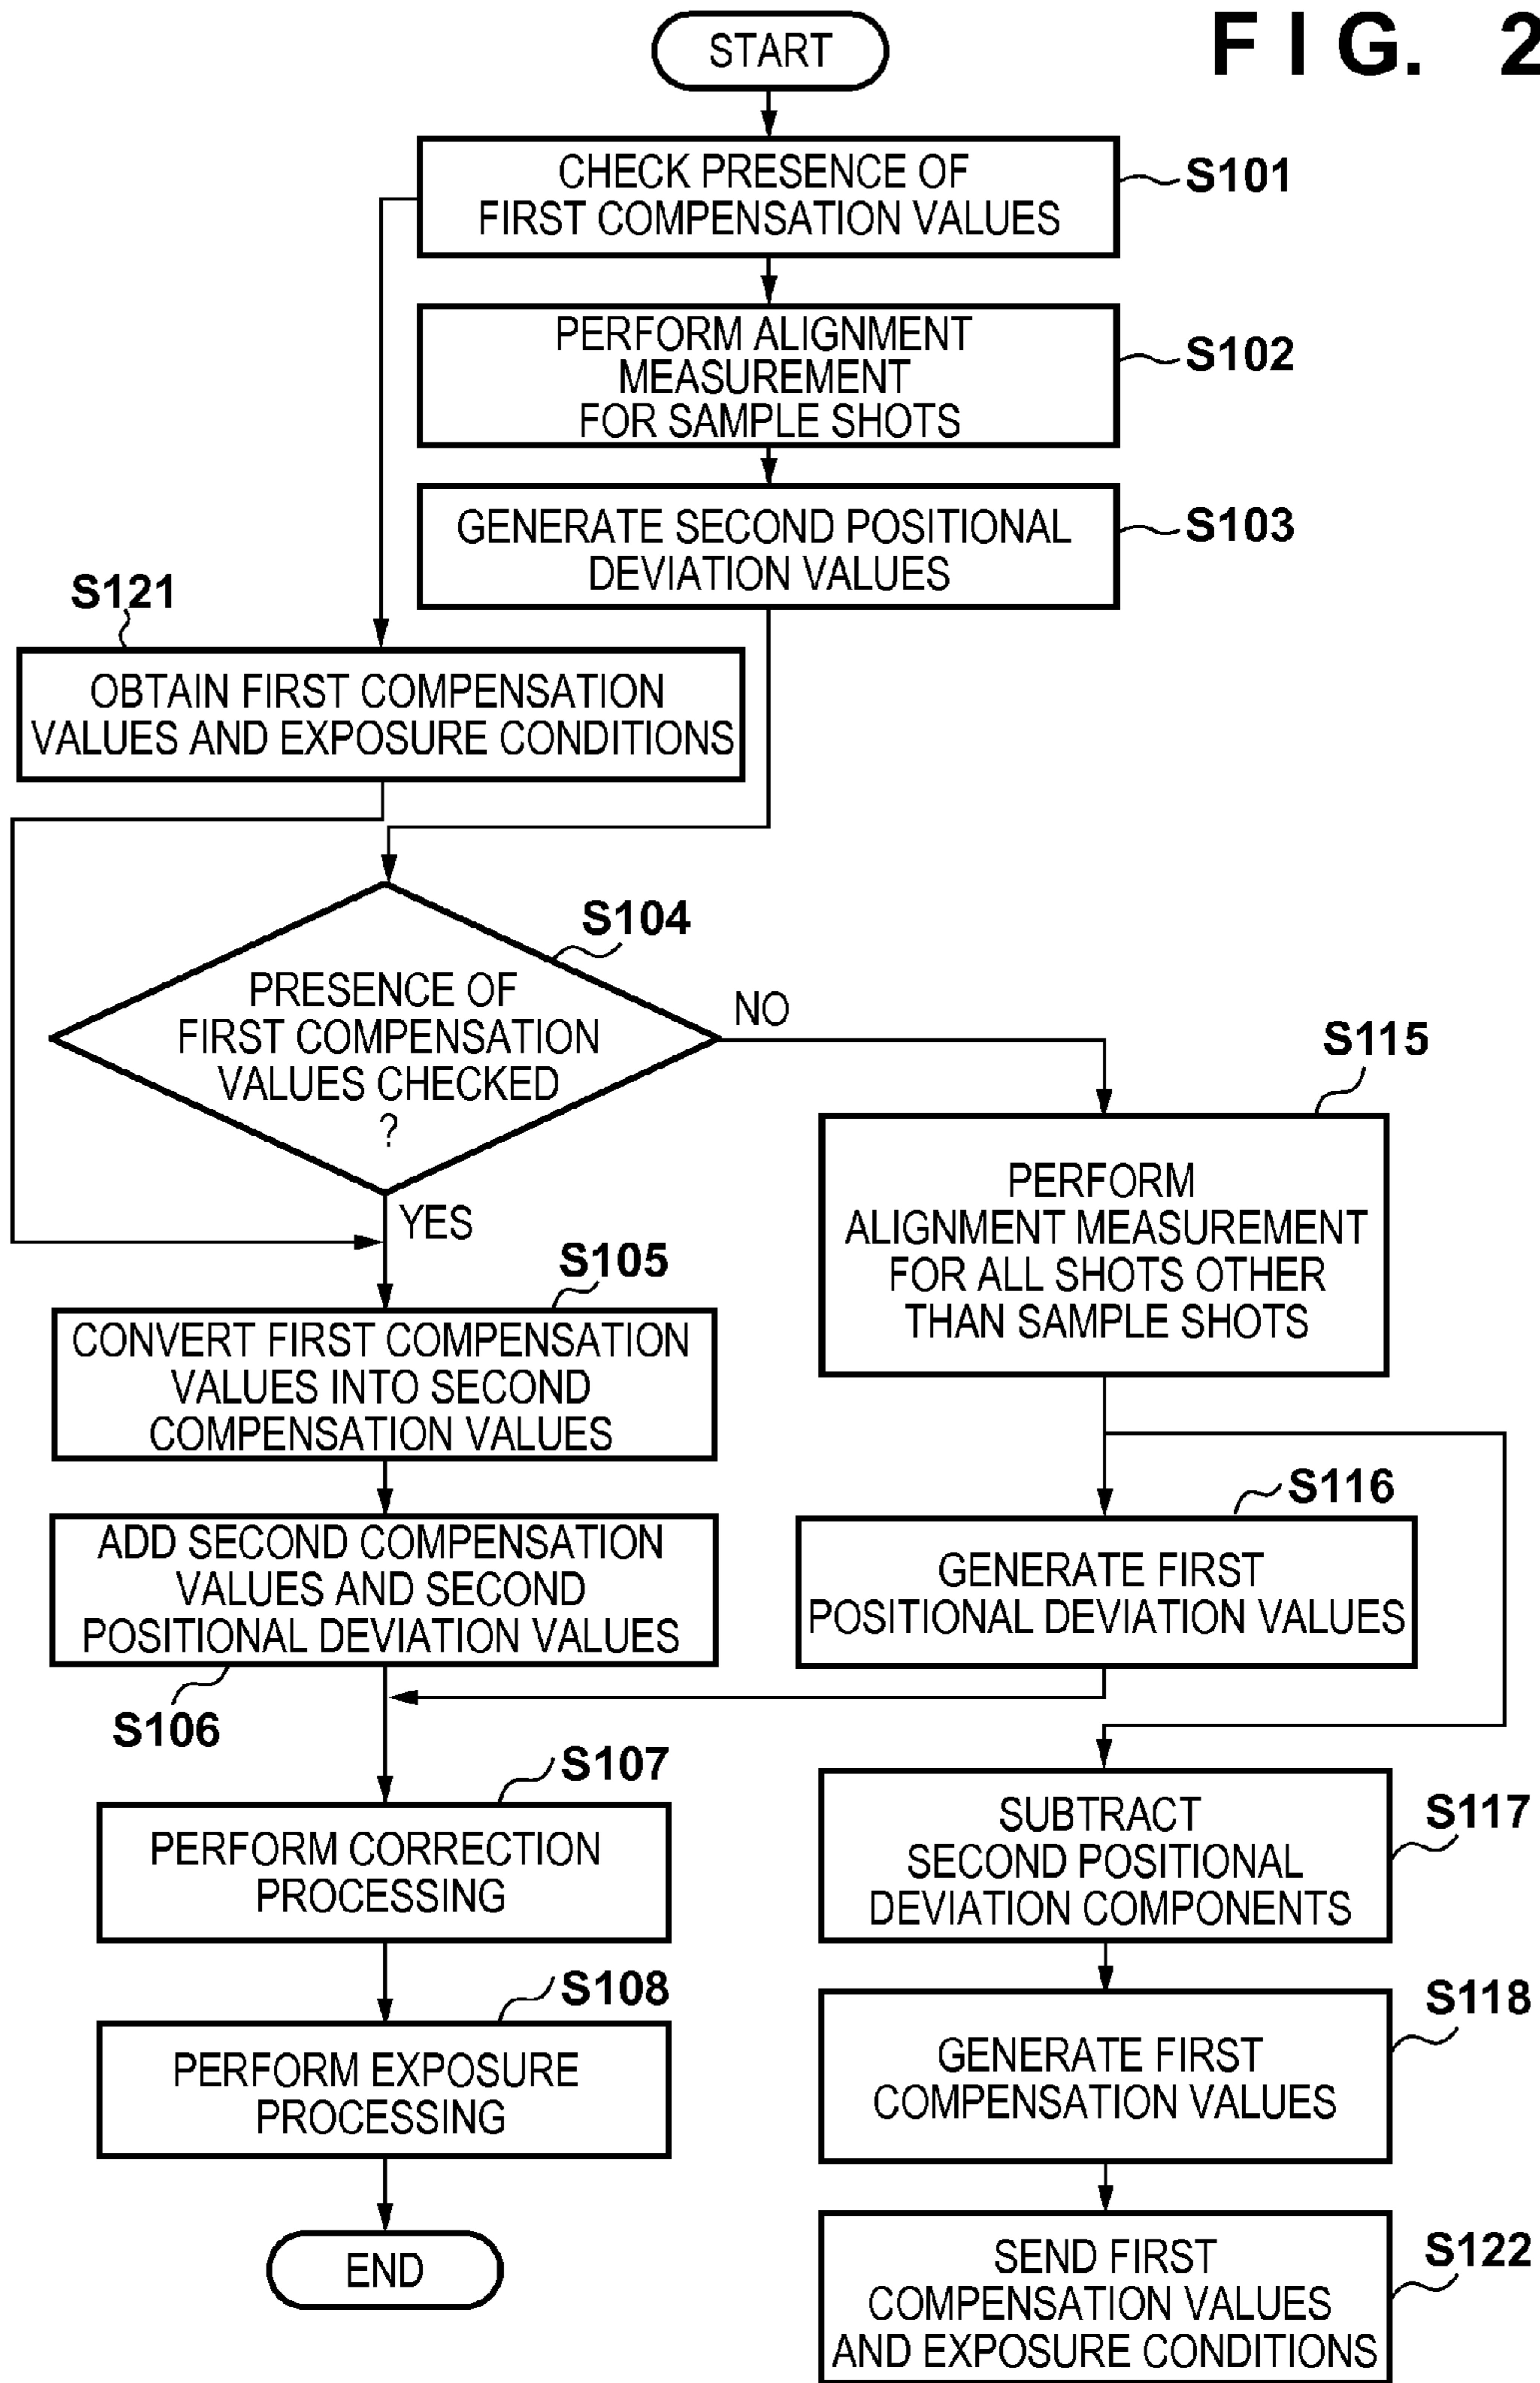 FIG. 2
START
CHECK PRESENCE OF
FIRST COMPENSATION VALUES
S101
PERFORM ALIGNMENT
MEASUREMENT
FOR SAMPLE SHOTS
S102
GENERATE SECOND POSITIONAL
DEVIATION VALUES
S103
S121
OBTAIN FIRST COMPENSATION
VALUES AND EXPOSURE CONDITIONS
S104
PRESENCE OF
FIRST COMPENSATION
VALUES CHECKED
?
NO
YES
S115
PERFORM
ALIGNMENT MEASUREMENT
FOR ALL SHOTS OTHER
THAN SAMPLE SHOTS
S105
CONVERT FIRST COMPENSATION
VALUES INTO SECOND
COMPENSATION VALUES
S116
GENERATE FIRST
POSITIONAL DEVIATION VALUES
ADD SECOND COMPENSATION
VALUES AND SECOND
POSITIONAL DEVIATION VALUES
S106
S107
PERFORM CORRECTION
PROCESSING
S117
SUBTRACT
SECOND POSITIONAL
DEVIATION COMPONENTS
S108
PERFORM EXPOSURE
PROCESSING
S118
GENERATE FIRST
COMPENSATION VALUES
END
S122
SEND FIRST
COMPENSATION VALUES
AND EXPOSURE CONDITIONS